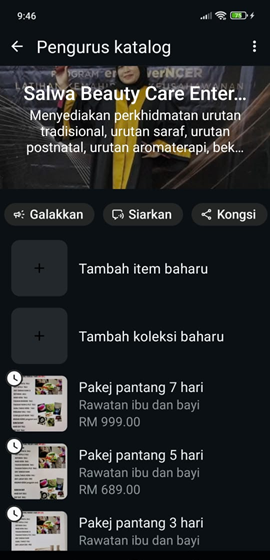 9:46
Pengurus katalog
PROGRAM empowerNCER
Salwa Beauty Care Enter...
Menyediakan perkhidmatan urutan
tradisional, urutan saraf, urutan
postnatal, urutan aromaterapi, bek...
Galakkan
Siarkan
Kongsi
Tambah item baharu
Tambah koleksi baharu
Pakej pantang 7 hari
Rawatan ibu dan bayi
RM 999.00
Pakej pantang 5 hari
Rawatan ibu dan bayi
RM 689.00
Pakej pantang 3 hari
Rawatan ibu dan bayi